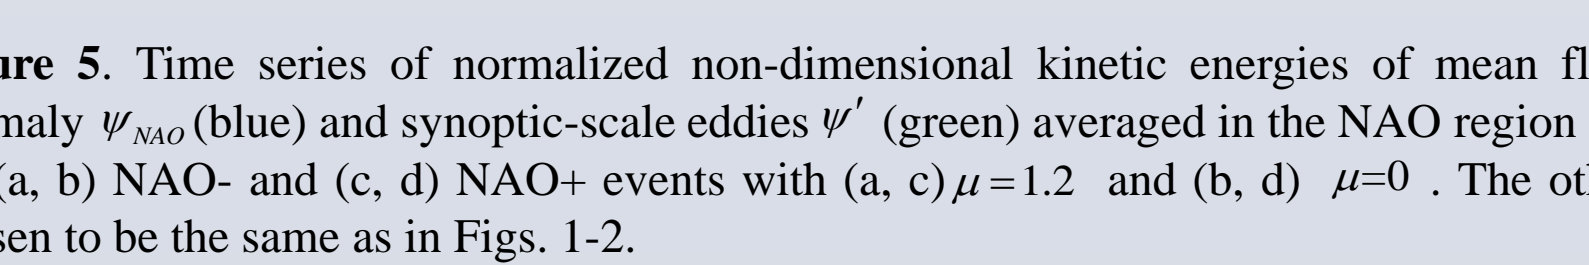 ure 5. Time series of normalized non-dimensional kinetic energies of mean fl
maly ψNAO (blue) and synoptic-scale eddies ψ′ (green) averaged in the NAO region
(a, b) NAO- and (c, d) NAO+ events with (a, c) μ =1.2 and (b, d) μ=0 . The ot
sen to be the same as in Figs. 1-2.